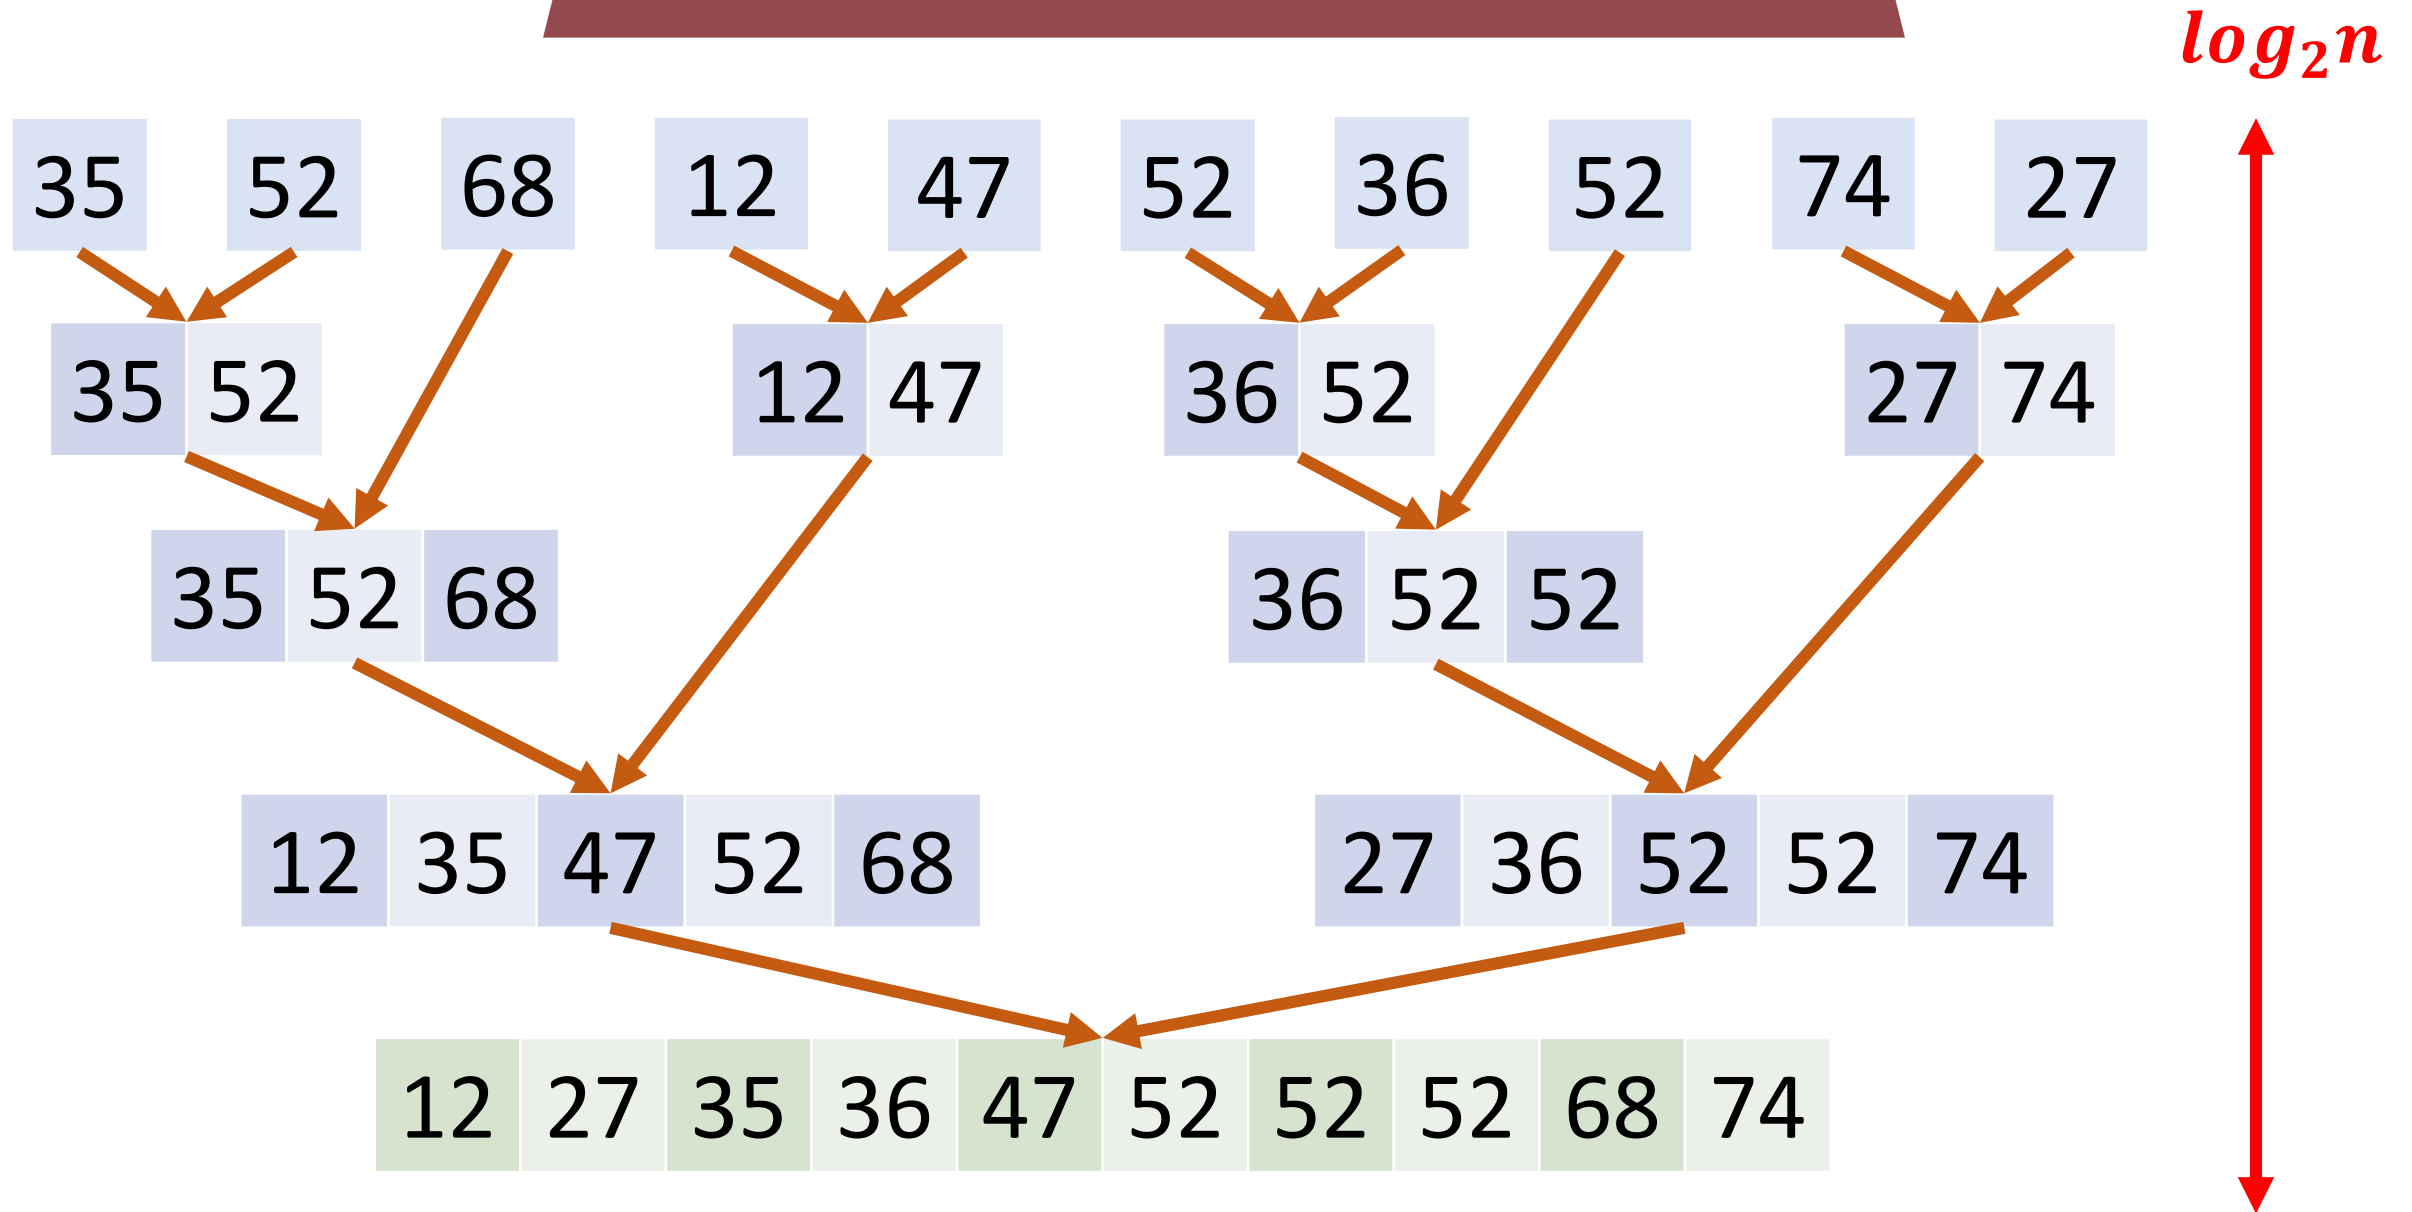 log₂n
35 52 68 12 47 52 36 52 74 27
35 52 12 47 36 52 27 74
35 52 68 36 52 52
12 35 47 52 68 27 36 52 52 74
12 27 35 36 47 52 52 52 68 74